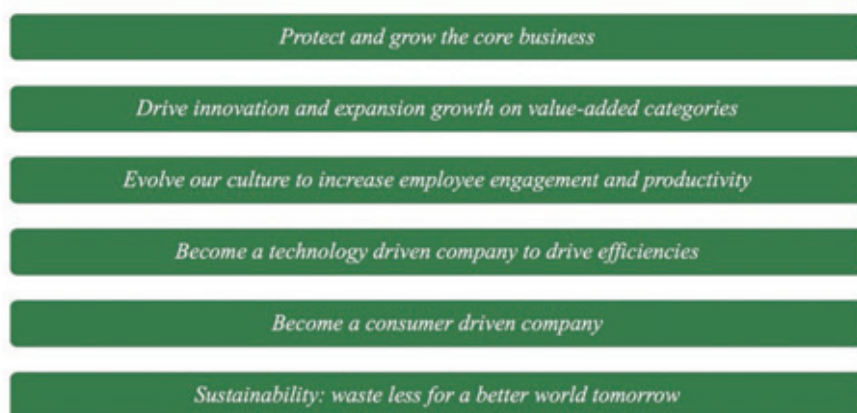 Protect and grow the core business
Drive innovation and expansion growth on value-added categories
Evolve our culture to increase employee engagement and productivity
Become a technology driven company to drive efficiencies
Become a consumer driven company
Sustainability: waste less for a better world tomorrow